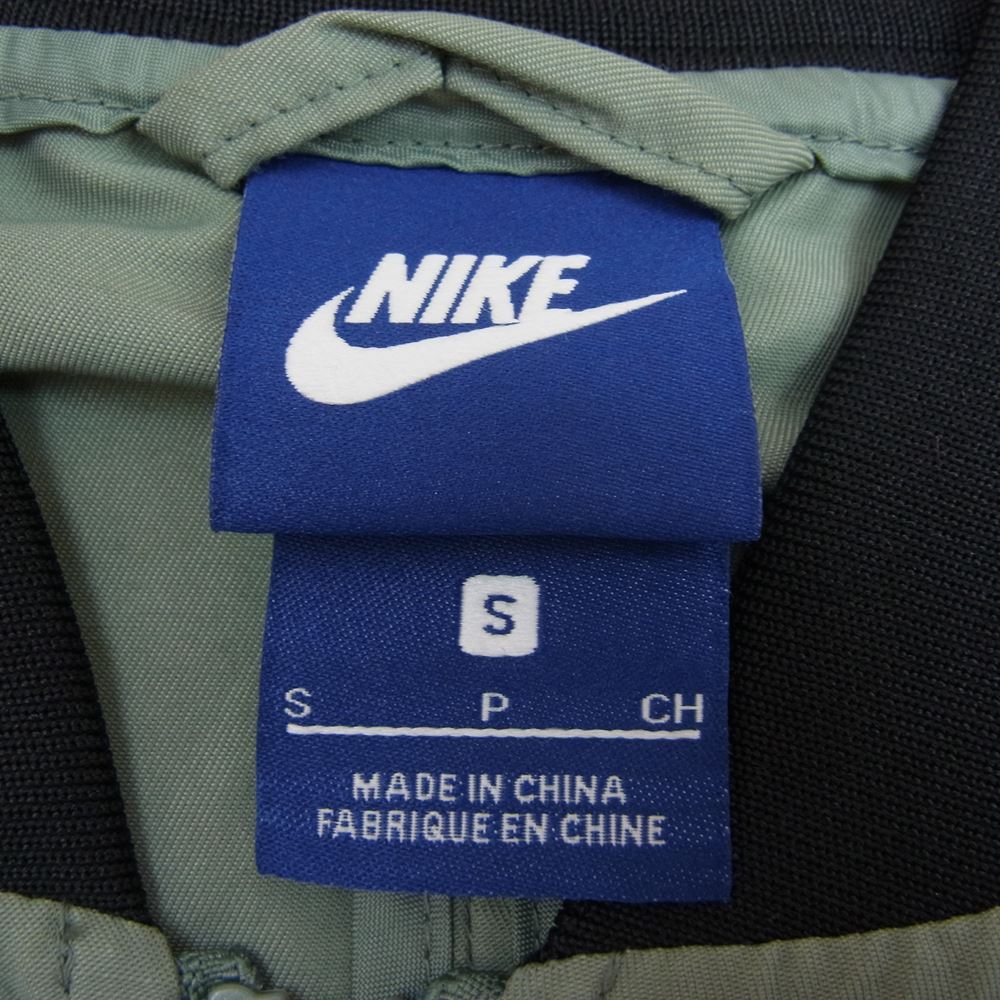 NIKE
S
S P CH
MADE IN CHINA
FABRIQUE EN CHINE